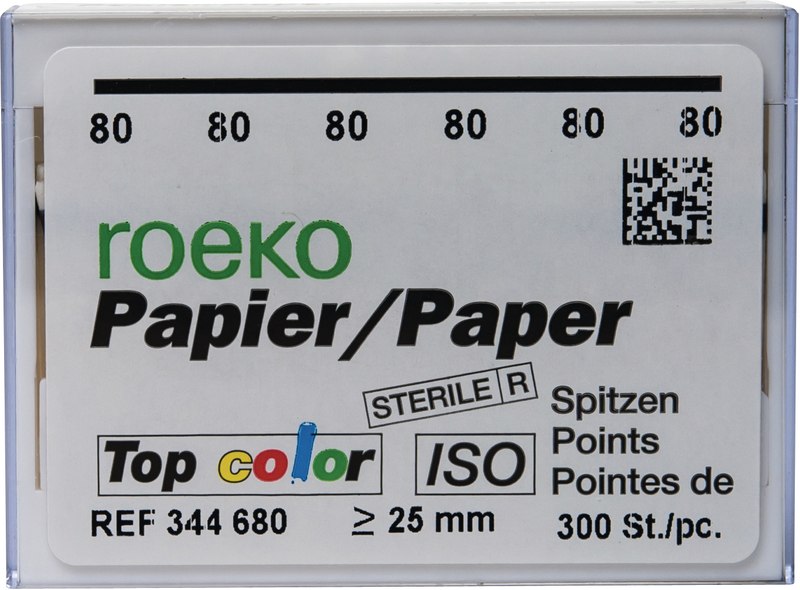 80 80 80 80 80 80
roeko
Papier/Paper
STERILE R
Spitzen
Points
Pointes de
Top color
ISO
REF 344 680
≥ 25 mm
300 St./pc.